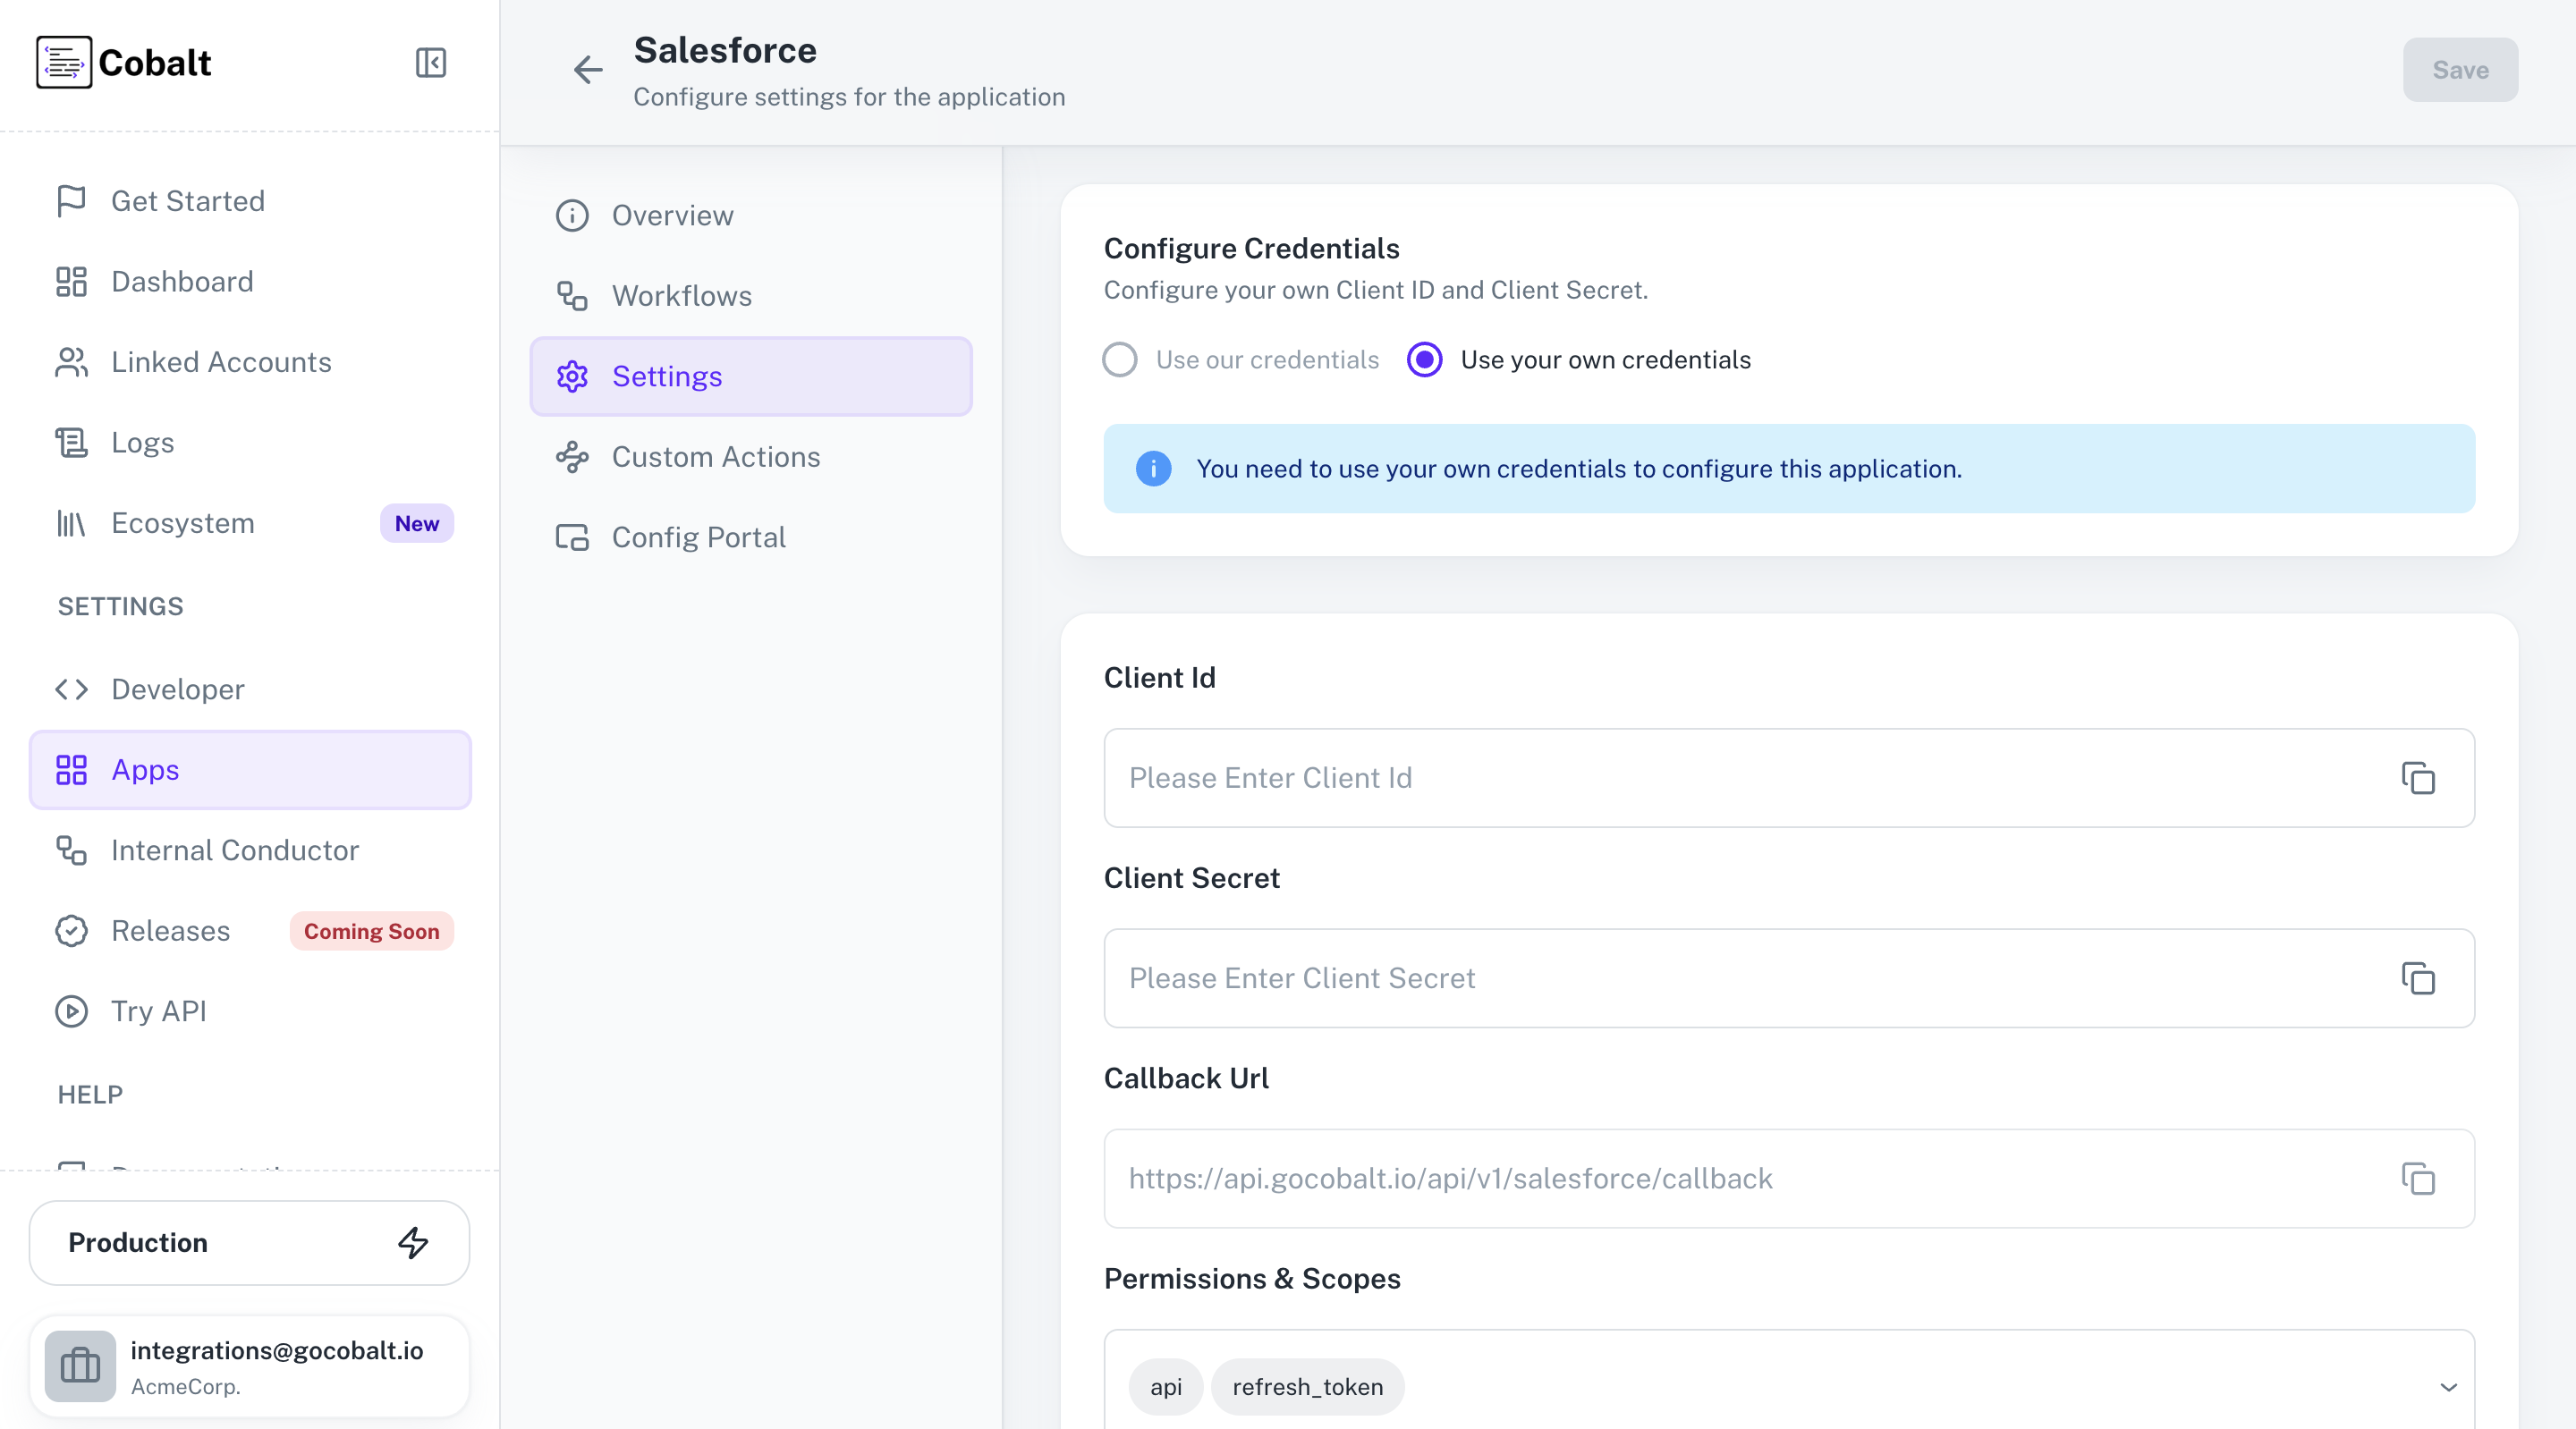 Cobalt
Get Started
Dashboard
Linked Accounts
Logs
Ecosystem
New
SETTINGS
Developer
Apps
Internal Conductor
Releases
Coming Soon
Try API
HELP
Production
integrations@gocobalt.io
AcmeCorp.
Salesforce
Configure settings for the application
Save
Overview
Workflows
Settings
Custom Actions
Config Portal
Configure Credentials
Configure your own Client ID and Client Secret.
Use our credentials
Use your own credentials
You need to use your own credentials to configure this application.
Client Id
Please Enter Client Id
Client Secret
Please Enter Client Secret
Callback Url
https://api.gocobalt.io/api/v1/salesforce/callback
Permissions & Scopes
api
refresh_token